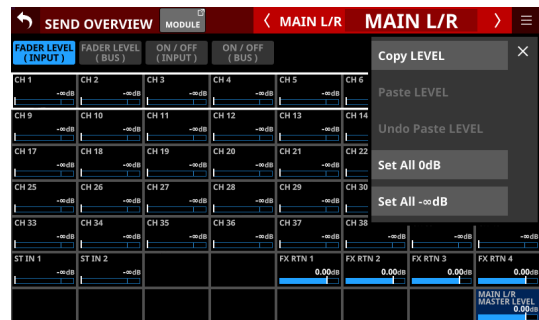 SEND OVERVIEW MODULE < MAIN L/R MAIN L/R >
FADER LEVEL (INPUT) FADER LEVEL (BUS) ON / OFF (INPUT) ON / OFF (BUS)
Copy LEVEL ×
Paste LEVEL
Undo Paste LEVEL
Set All 0dB
Set All -∞dB
CH 1 CH 2 CH 3 CH 4 CH 5 CH 6
-∞dB -∞dB -∞dB -∞dB -∞dB
CH 9 CH 10 CH 11 CH 12 CH 13 CH 14
-∞dB -∞dB -∞dB -∞dB -∞dB
CH 17 CH 18 CH 19 CH 20 CH 21 CH 22
-∞dB -∞dB -∞dB -∞dB -∞dB
CH 25 CH 26 CH 27 CH 28 CH 29 CH 30
-∞dB -∞dB -∞dB -∞dB -∞dB
CH 33 CH 34 CH 35 CH 36 CH 37 CH 38
-∞dB -∞dB -∞dB -∞dB -∞dB -∞dB -∞dB -∞dB
ST IN 1 ST IN 2 FX RTN 1 FX RTN 2 FX RTN 3 FX RTN 4
-∞dB -∞dB 0.00dB 0.00dB 0.00dB 0.00dB
MAIN L/R
MASTER LEVEL
0.00dB